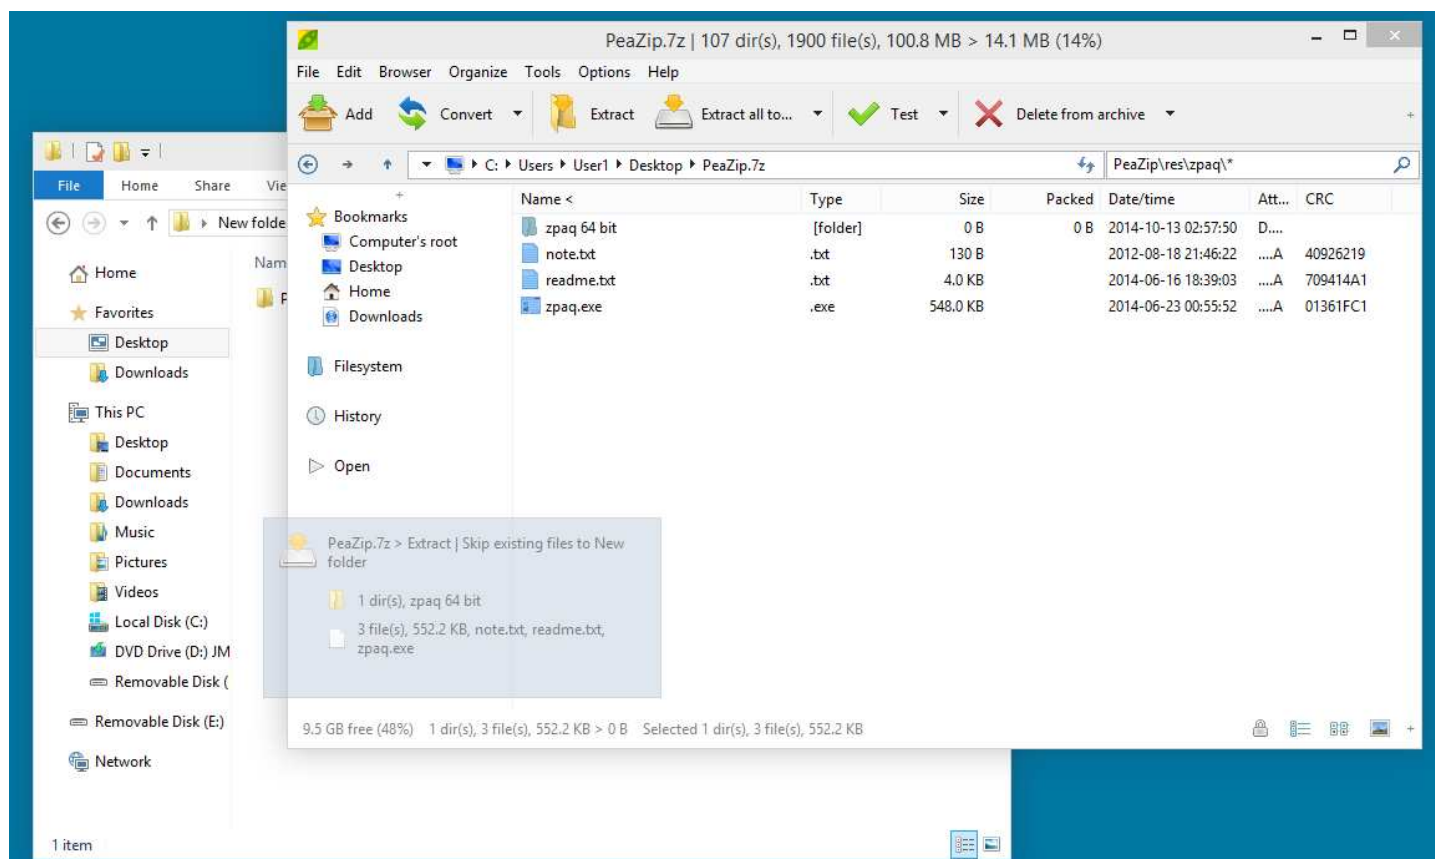 PeaZip.7z | 107 dir(s), 1900 file(s), 100.8 MB > 14.1 MB (14%)
File Edit Browser Organize Tools Options Help
Add Convert Extract Extract all to... Test Delete from archive
C: Users User1 Desktop PeaZip.7z
PeaZip\res\zpaq\*
Bookmarks
Computer's root
Desktop
Home
Downloads
Filesystem
History
Open
Name < Type Size Packed Date/time Att... CRC
zpaq 64 bit [folder] 0 B 0 B 2014-10-13 02:57:50 D....
note.txt .txt 130 B 2012-08-18 21:46:22 ....A 40926219
readme.txt .txt 4.0 KB 2014-06-16 18:39:03 ....A 709414A1
zpaq.exe .exe 548.0 KB 2014-06-23 00:55:52 ....A 01361FC1
PeaZip.7z > Extract | Skip existing files to New
folder
1 dir(s), zpaq 64 bit
3 file(s), 552.2 KB, note.txt, readme.txt,
zpaq.exe
9.5 GB free (48%) 1 dir(s), 3 file(s), 552.2 KB > 0 B Selected 1 dir(s), 3 file(s), 552.2 KB
File Home Share Vie
New folde
Nam
P
Home
Favorites
Desktop
Downloads
This PC
Desktop
Documents
Downloads
Music
Pictures
Videos
Local Disk (C:)
DVD Drive (D:) JM
Removable Disk (
Removable Disk (E:)
Network
1 item